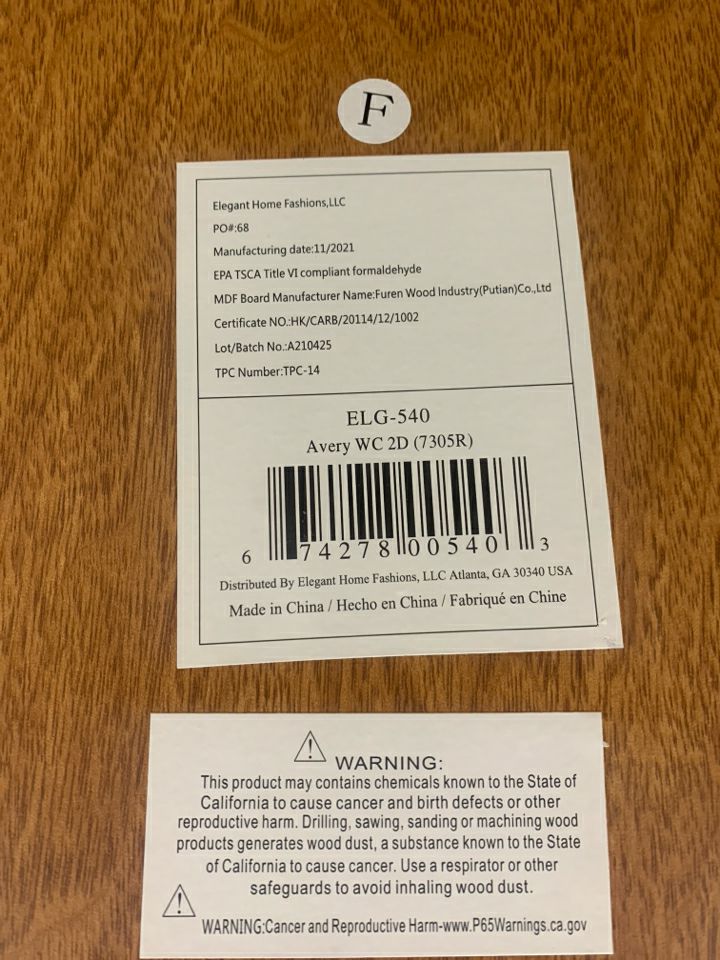 F
Elegant Home Fashions,LLC
PO#:68
Manufacturing date:11/2021
EPA TSCA Title VI compliant formaldehyde
MDF Board Manufacturer Name:Furen Wood Industry(Putian)Co.,Ltd
Certificate NO.:HK/CARB/20114/12/1002
Lot/Batch No.:A210425
TPC Number:TPC-14
ELG-540
Avery WC 2D (7305R)
6 74278 00540 3
Distributed By Elegant Home Fashions, LLC Atlanta, GA 30340 USA
Made in China / Hecho en China / Fabriqué en Chine
WARNING:
This product may contains chemicals known to the State of
California to cause cancer and birth defects or other
reproductive harm. Drilling, sawing, sanding or machining wood
products generates wood dust, a substance known to the State
of California to cause cancer. Use a respirator or other
safeguards to avoid inhaling wood dust.
WARNING:Cancer and Reproductive Harm-www.P65Warnings.ca.gov